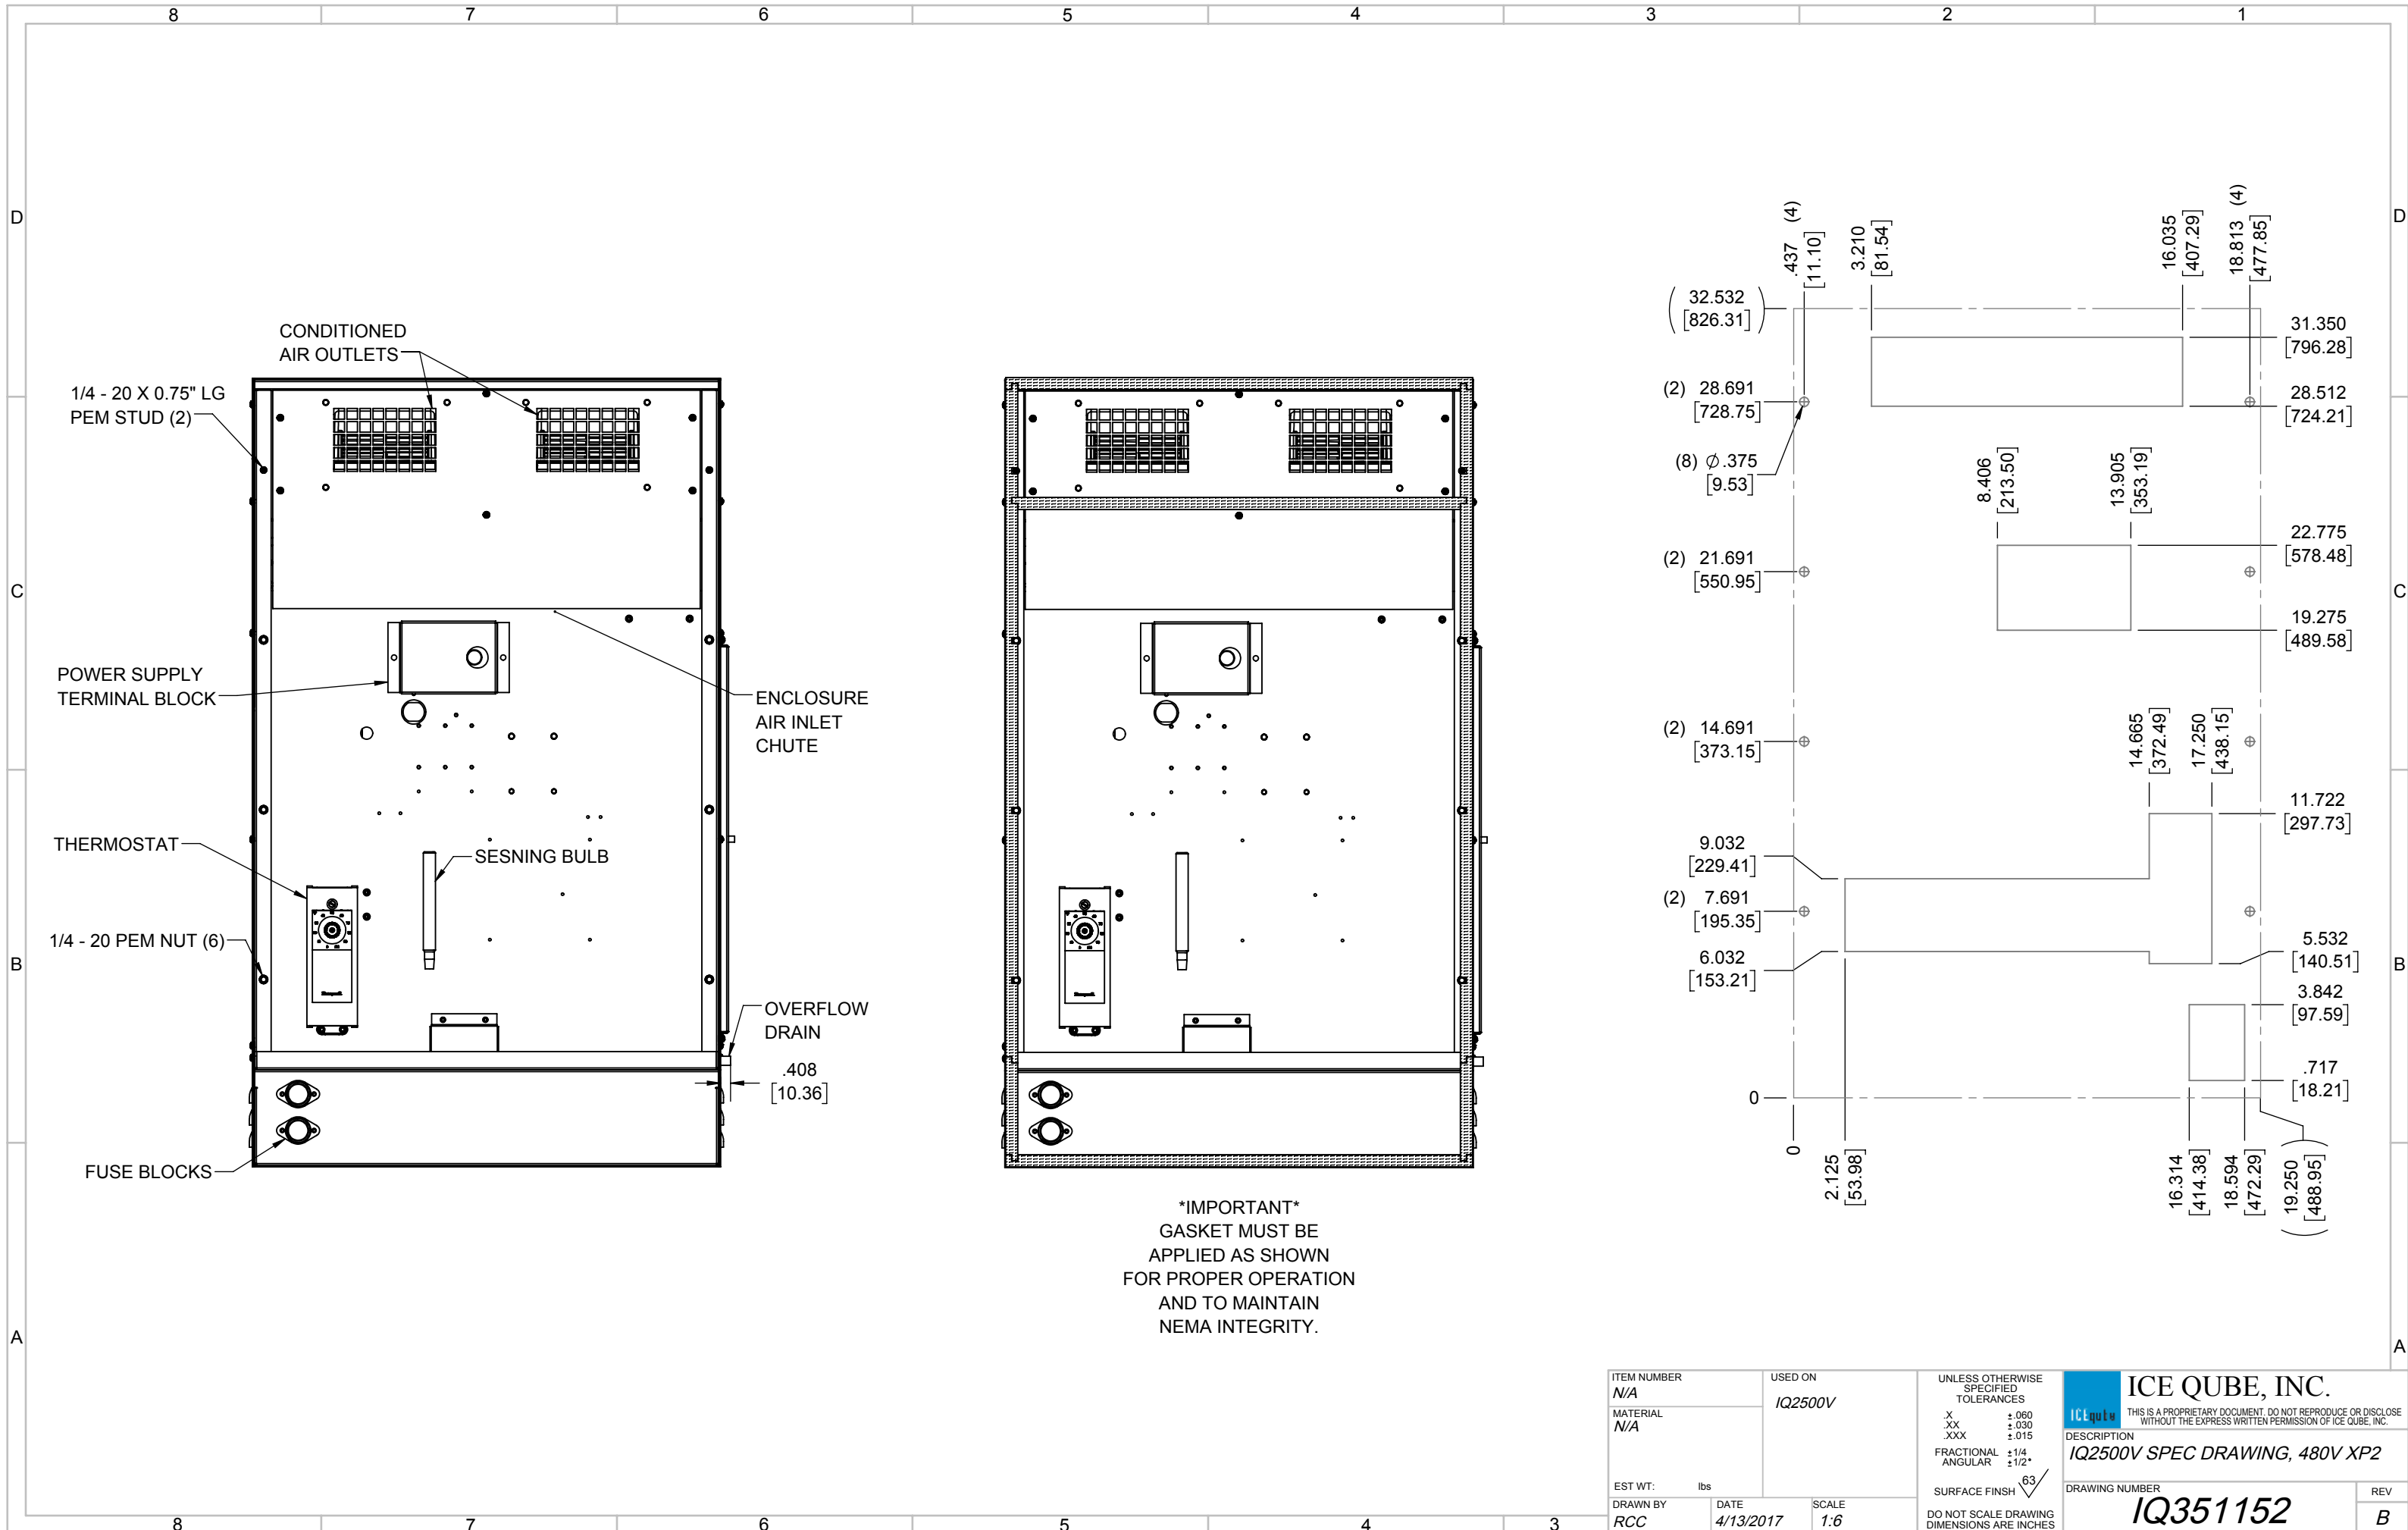 8 7 6 5 4 3 2 1
D
C
B
A
CONDITIONED
AIR OUTLETS
1/4 - 20 X 0.75" LG
PEM STUD (2)
POWER SUPPLY
TERMINAL BLOCK
ENCLOSURE
AIR INLET
CHUTE
THERMOSTAT
SESNING BULB
1/4 - 20 PEM NUT (6)
OVERFLOW
DRAIN
.408
[10.36]
FUSE BLOCKS
*IMPORTANT*
GASKET MUST BE
APPLIED AS SHOWN
FOR PROPER OPERATION
AND TO MAINTAIN
NEMA INTEGRITY.
.437 (4)
[11.10]
3.210
[81.54]
16.035
[407.29]
18.813 (4)
[477.85]
(32.532
[826.31])
31.350
[796.28]
(2) 28.691
[728.75]
28.512
[724.21]
(8) ⌀ .375
[9.53]
8.406
[213.50]
13.905
[353.19]
22.775
[578.48]
(2) 21.691
[550.95]
19.275
[489.58]
(2) 14.691
[373.15]
14.665
[372.49]
17.250
[438.15]
11.722
[297.73]
9.032
[229.41]
(2) 7.691
[195.35]
6.032
[153.21]
5.532
[140.51]
3.842
[97.59]
.717
[18.21]
0
0
2.125
[53.98]
16.314
[414.38]
18.594
[472.29]
(19.250
[488.95])
D
C
B
A
ITEM NUMBER
N/A
USED ON
IQ2500V
MATERIAL
N/A
EST WT: lbs
DRAWN BY
RCC
DATE
4/13/2017
SCALE
1:6
UNLESS OTHERWISE
SPECIFIED
TOLERANCES
.X ±.060
.XX ±.030
.XXX ±.015
FRACTIONAL ±1/4
ANGULAR ±1/2°
SURFACE FINSH 63
DO NOT SCALE DRAWING
DIMENSIONS ARE INCHES
ICEqube
ICE QUBE, INC.
THIS IS A PROPRIETARY DOCUMENT. DO NOT REPRODUCE OR DISCLOSE
WITHOUT THE EXPRESS WRITTEN PERMISSION OF ICE QUBE, INC.
DESCRIPTION
IQ2500V SPEC DRAWING, 480V XP2
DRAWING NUMBER
IQ351152
REV
B
8 7 6 5 4 3